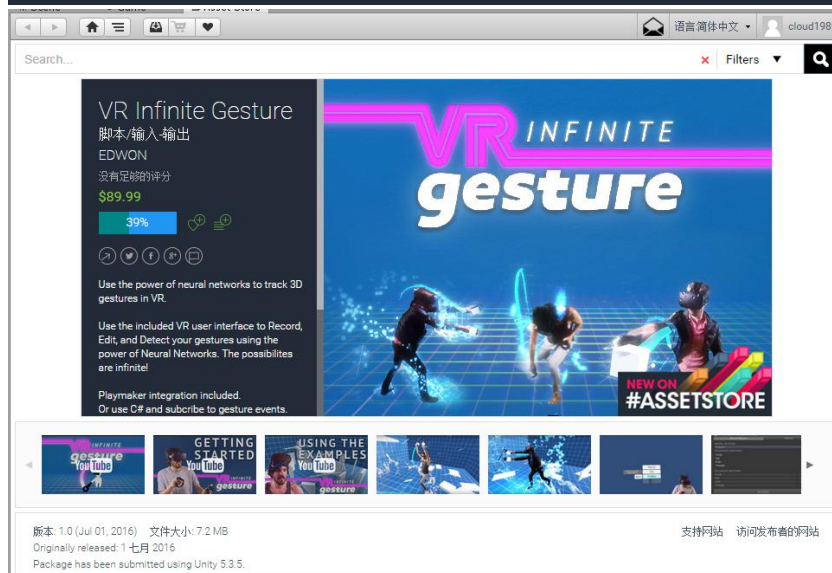 Scene
Game
Asset Store
语言:简体中文
cloud198
Search...
Filters
VR Infinite Gesture
脚本/输入-输出
EDWON
没有足够的评分
$89.99
39%
Use the power of neural networks to track 3D
gestures in VR.
Use the included VR user interface to Record,
Edit, and Detect your gestures using the
power of Neural Networks. The possibilites
are infinite!
Playmaker integration included.
Or use C# and subcribe to gesture events.
VR INFINITE
gesture
NEW ON
#ASSETSTORE
INFINITE
gesture
YouTube
GETTING
STARTED
YouTube
gesture
USING THE
EXAMPLES
YouTube
gesture
版本: 1.0 (Jul 01, 2016) 文件大小: 7.2 MB
支持网站 访问发布者的网站
Originally released: 1 七月 2016
Package has been submitted using Unity 5.3.5.